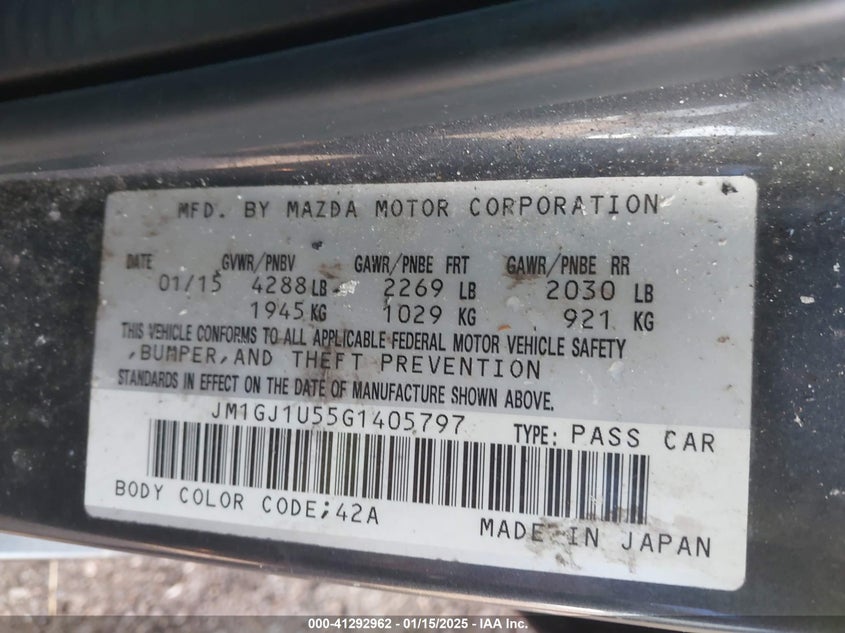 MFD. BY MAZDA MOTOR CORPORATION
DATE GVWR/PNBV GAWR/PNBE FRT GAWR/PNBE RR
01/15 4288 LB 2269 LB 2030 LB
1945 KG 1029 KG 921 KG
THIS VEHICLE CONFORMS TO ALL APPLICABLE FEDERAL MOTOR VEHICLE SAFETY
,BUMPER,AND THEFT PREVENTION
STANDARDS IN EFFECT ON THE DATE OF MANUFACTURE SHOWN ABOVE.
JM1GJ1U55G1405797 TYPE: PASS CAR
BODY COLOR CODE;42A MADE IN JAPAN
000-41292962 - 01/15/2025 - IAA Inc.